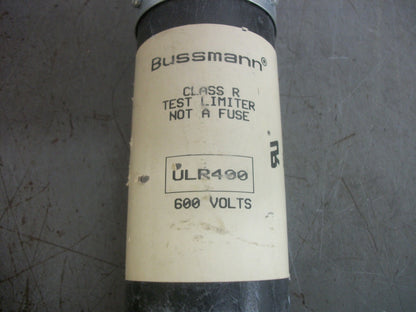 Bussmann®
CLASS R
TEST LIMITER
NOT A FUSE
ULR400
600 VOLTS